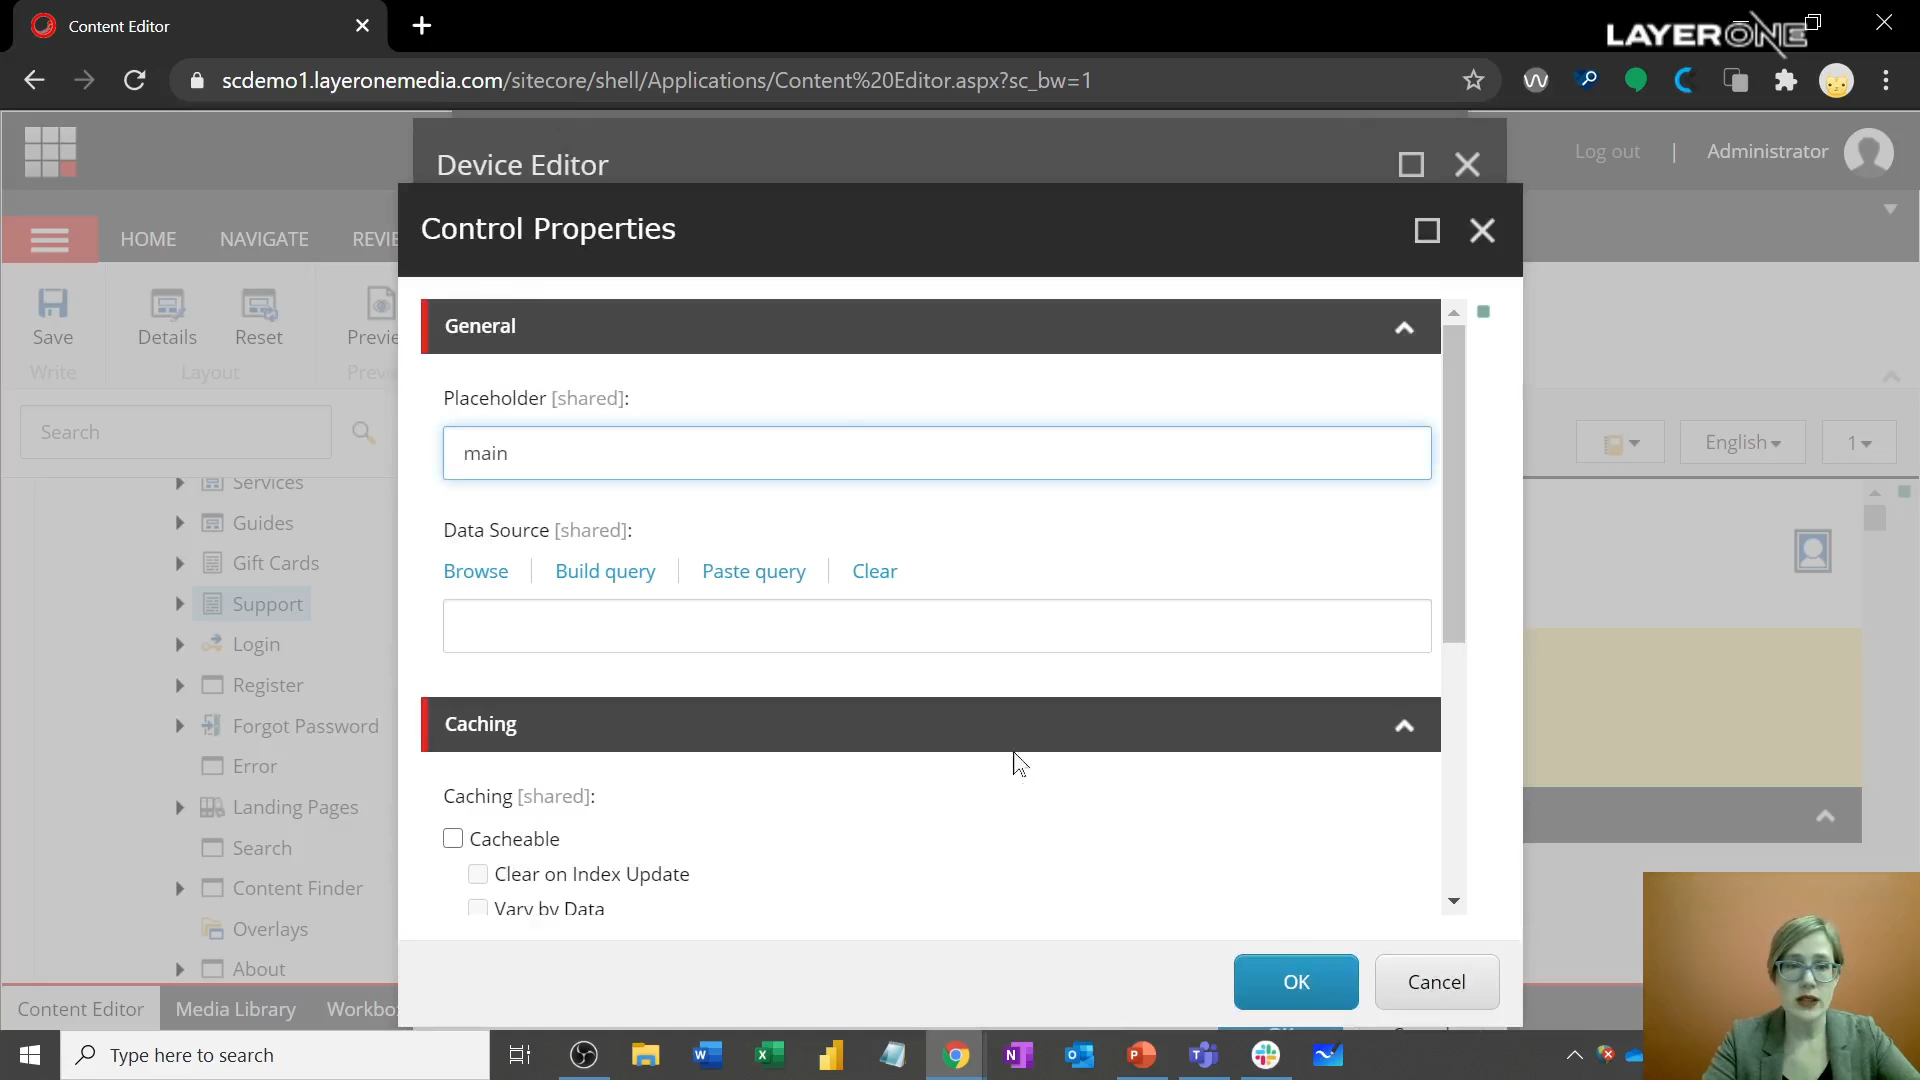 Content Editor
LAYERONE
scdemo1.layeronemedia.com/sitecore/shell/Applications/Content%20Editor.aspx?sc_bw=1
Device Editor
Log out | Administrator
Control Properties
HOME NAVIGATE REVIE
General
Save Details Reset Previe
Write Layout Previ
Placeholder [shared]:
Search
main
English
1
Services
Guides
Data Source [shared]:
Gift Cards
Browse Build query Paste query Clear
Support
Login
Register
Forgot Password
Caching
Error
Caching [shared]:
Landing Pages
Cacheable
Search
Clear on Index Update
Content Finder
Vary by Data
Overlays
About
OK Cancel
Content Editor Media Library Workbo
Type here to search